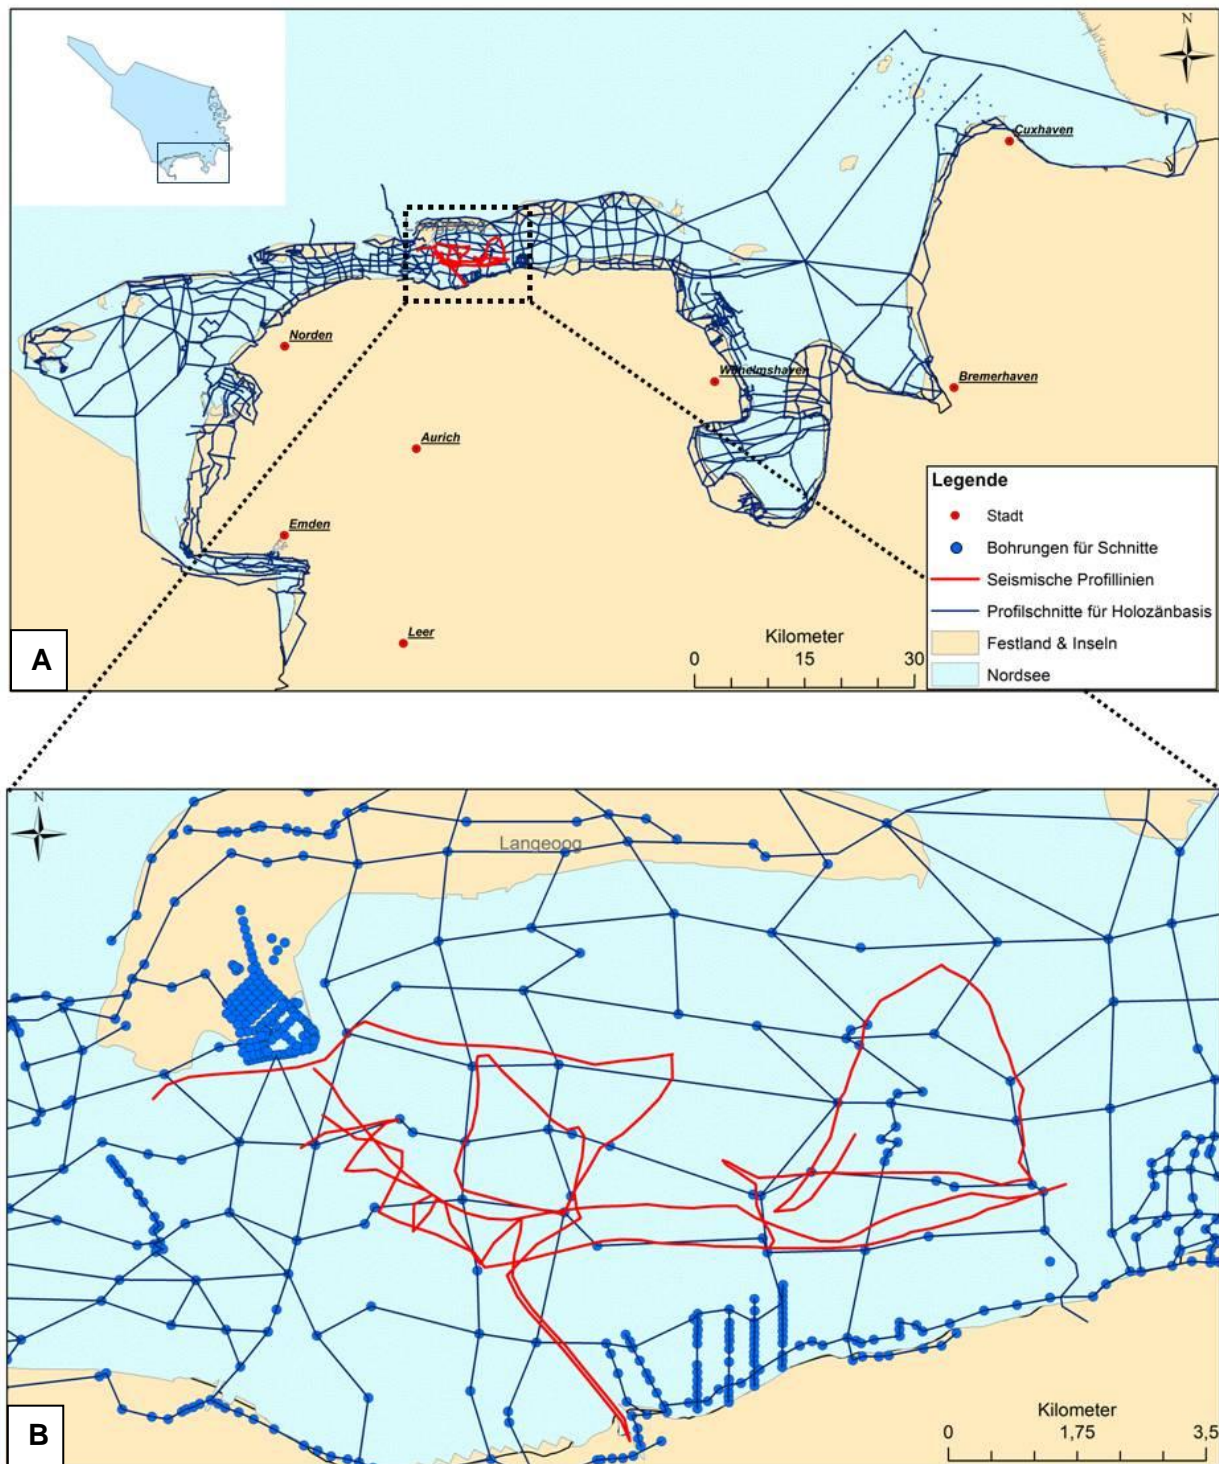 N
Cuxhaven
Norden
Wilhelmshaven
Bremerhaven
Aurich
Emden
Leer
Legende
Stadt
Bohrungen für Schnitte
Seismische Profillinien
Profilschnitte für Holozänbasis
Festland & Inseln
Nordsee
Kilometer
0 15 30
A
N
Langeoog
Kilometer
0 1,75 3,5
B